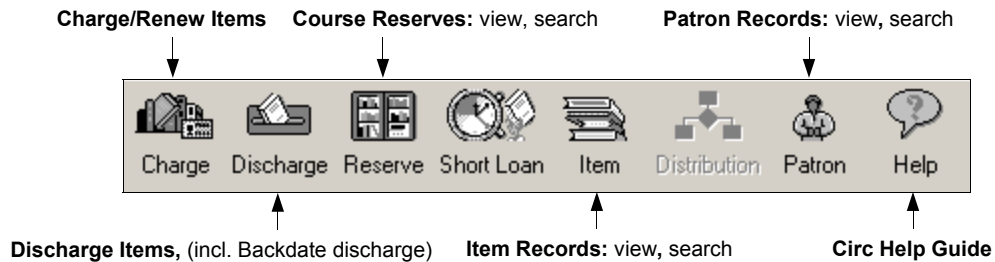 Charge/Renew Items Course Reserves: view, search Patron Records: view, search
Charge Discharge Reserve Short Loan Item Distribution Patron Help
Discharge Items, (incl. Backdate discharge) Item Records: view, search Circ Help Guide